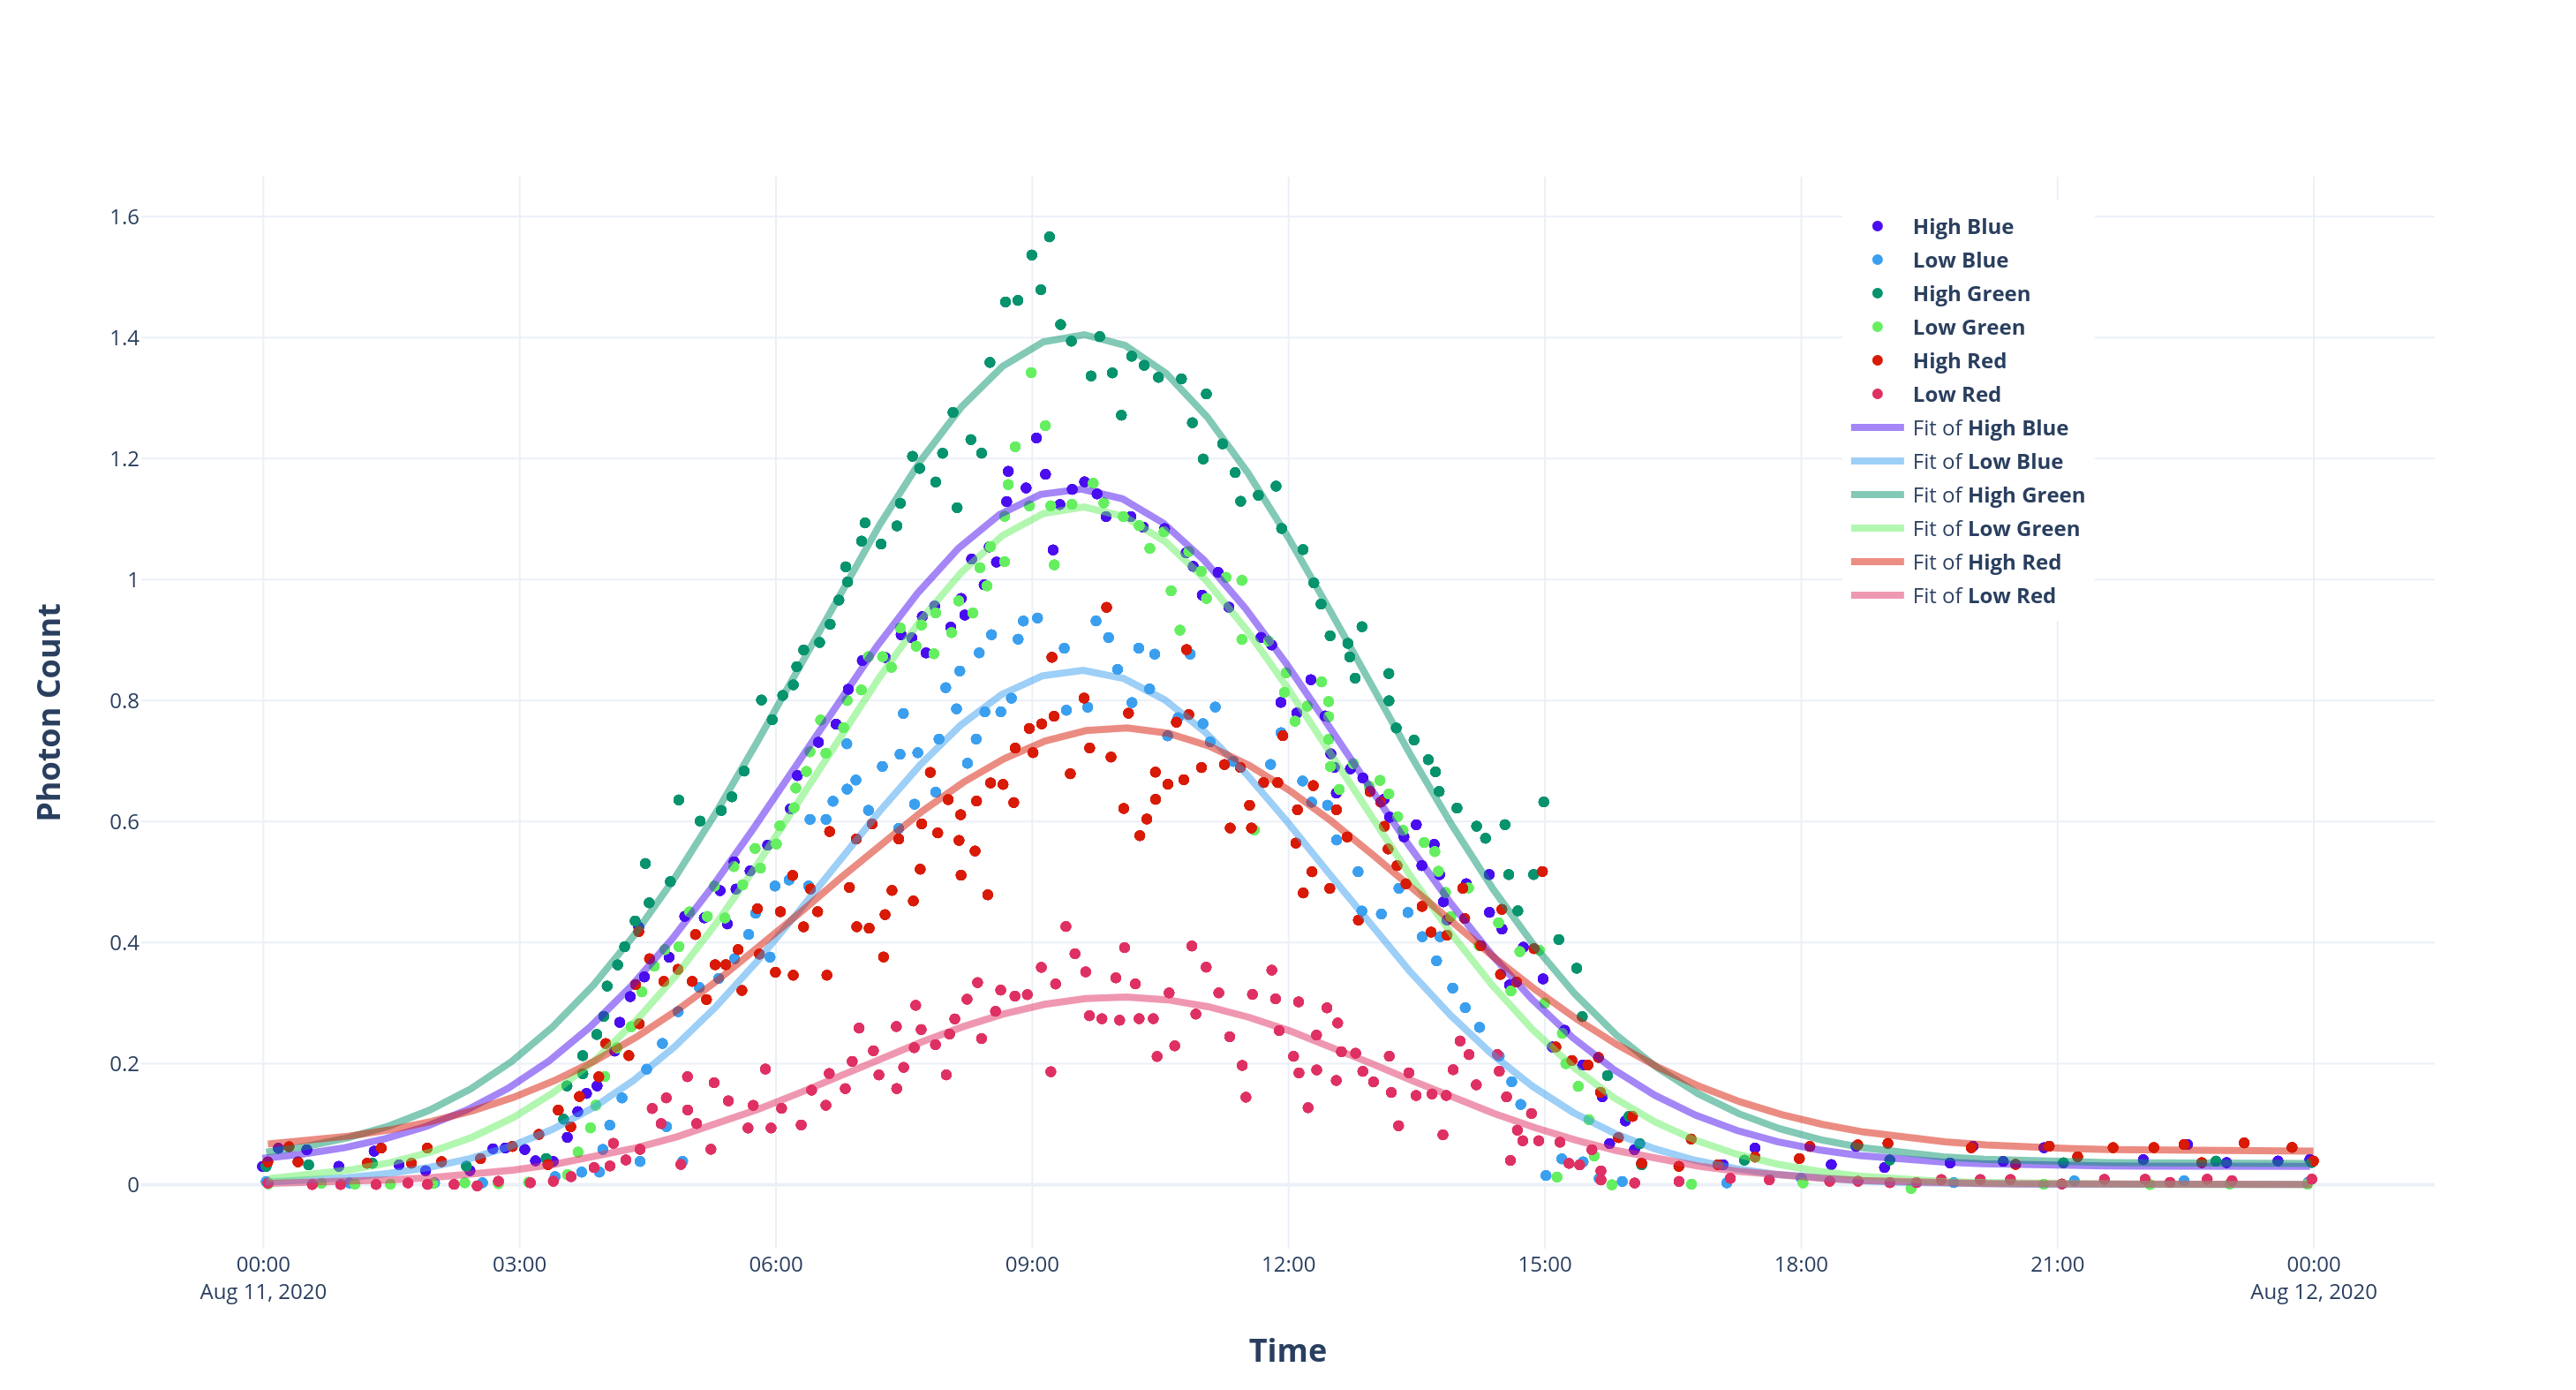 1.6
1.4
1.2
1
0.8
0.6
0.4
0.2
0
Photon Count
High Blue
Low Blue
High Green
Low Green
High Red
Low Red
Fit of High Blue
Fit of Low Blue
Fit of High Green
Fit of Low Green
Fit of High Red
Fit of Low Red
00:00 03:00 06:00 09:00 12:00 15:00 18:00 21:00 00:00
Aug 11, 2020 Aug 12, 2020
Time